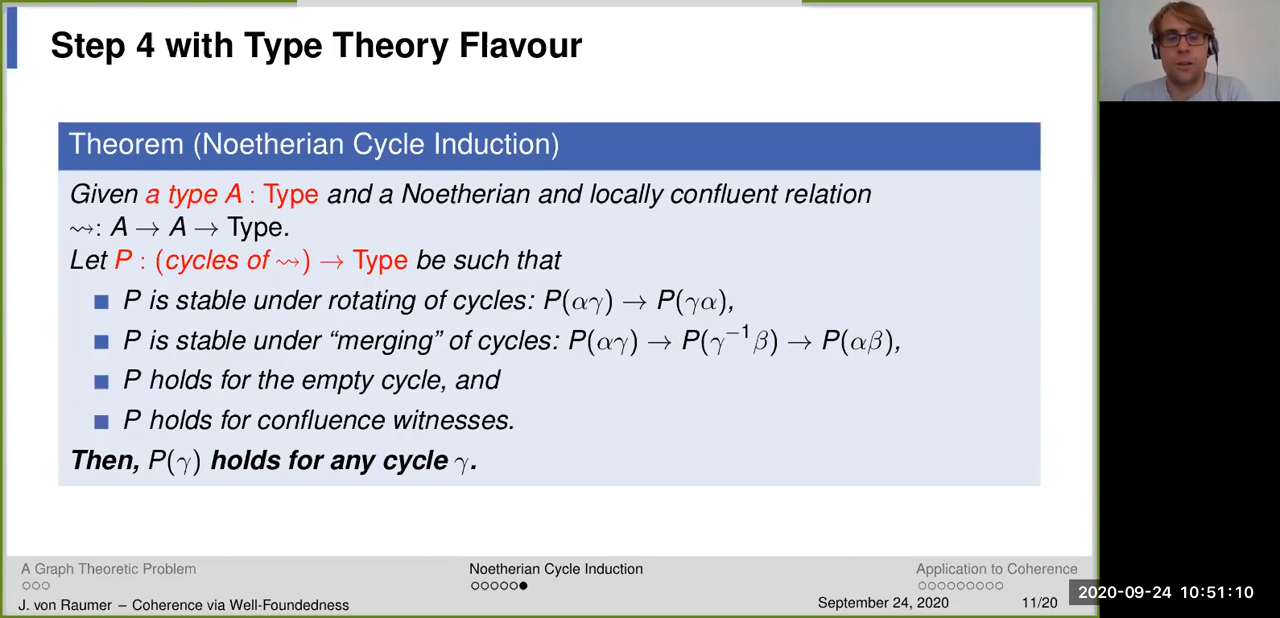 Step 4 with Type Theory Flavour
Theorem (Noetherian Cycle Induction)
Given a type A : Type and a Noetherian and locally confluent relation
⇝: A → A → Type.
Let P : (cycles of ⇝) → Type be such that
■ P is stable under rotating of cycles: P(αγ) → P(γα),
■ P is stable under “merging” of cycles: P(αγ) → P(γ⁻¹β) → P(αβ),
■ P holds for the empty cycle, and
■ P holds for confluence witnesses.
Then, P(γ) holds for any cycle γ.
A Graph Theoretic Problem
Noetherian Cycle Induction
Application to Coherence
J. von Raumer – Coherence via Well-Foundedness
September 24, 2020
11/20
2020-09-24 10:51:10